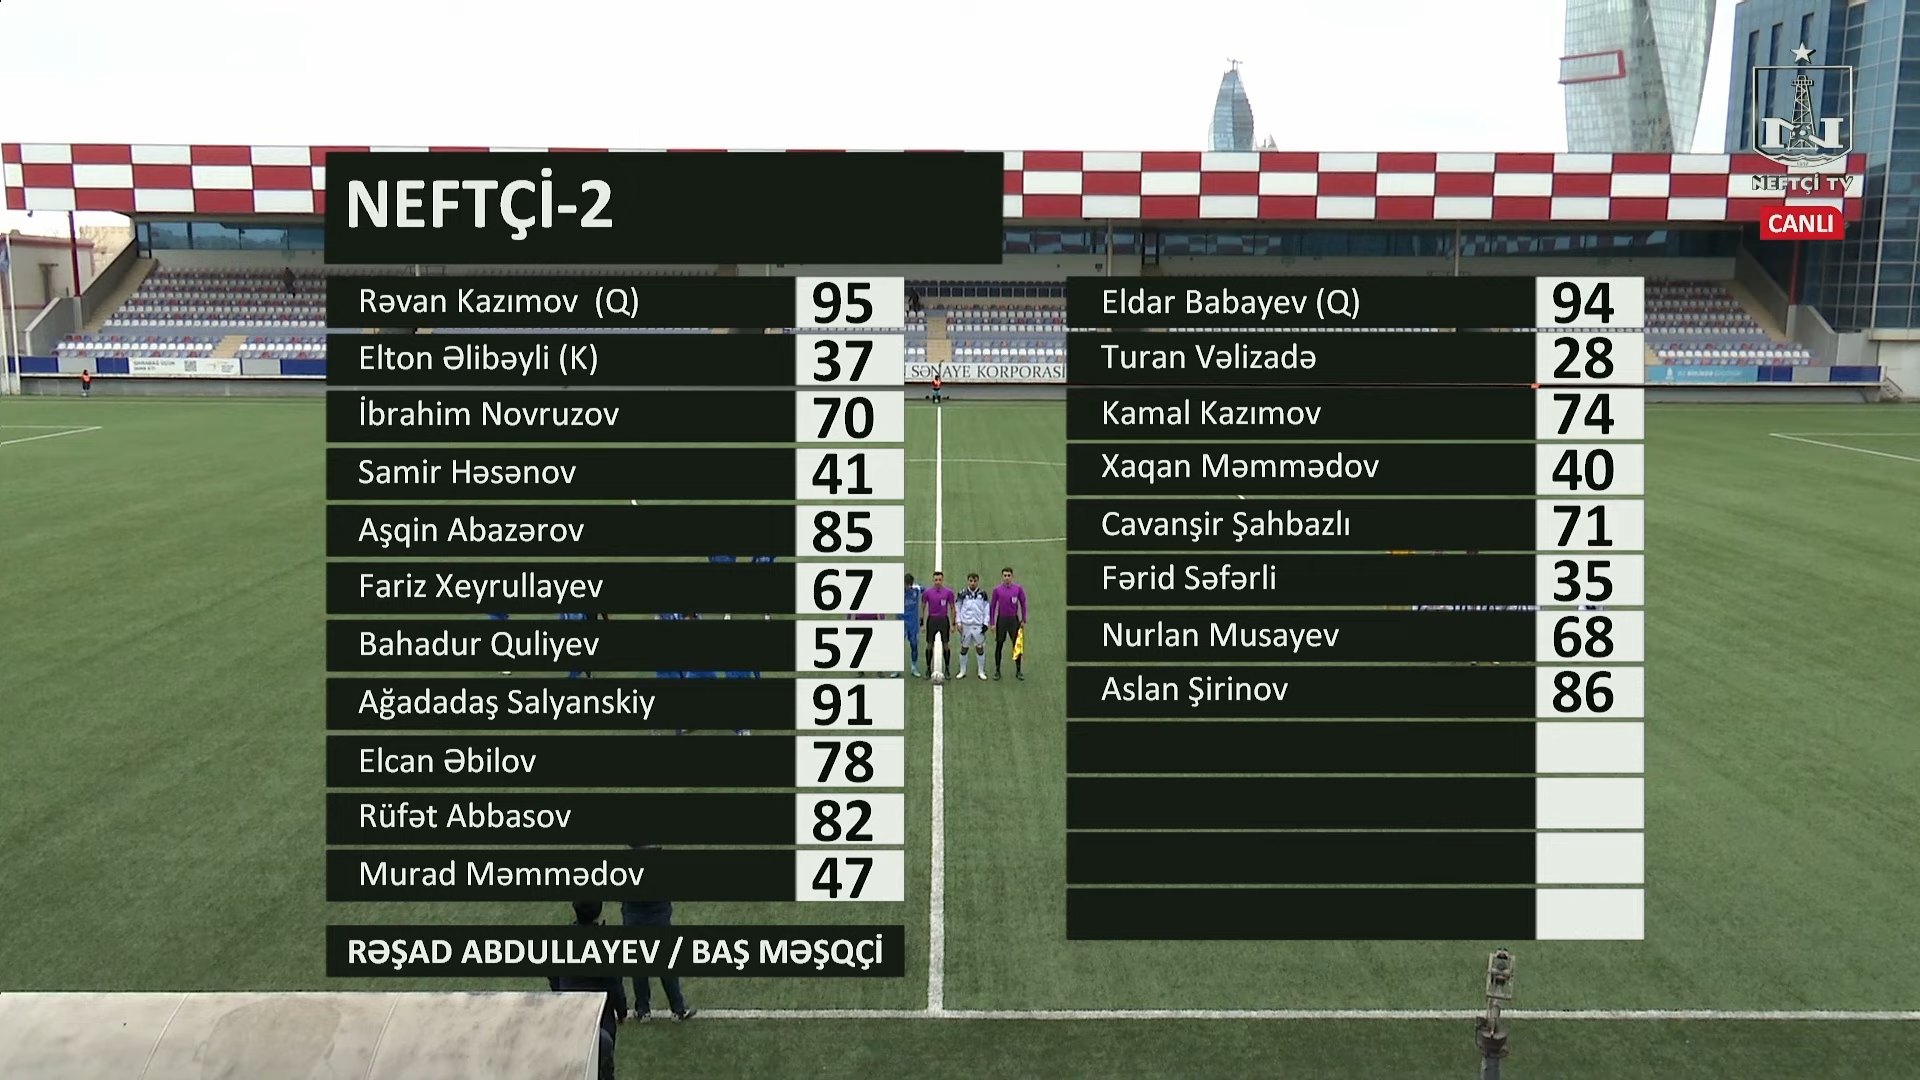 NEFTÇİ-2
NEFTÇİ TV
CANLI
Rəvan Kazımov (Q) 95
Elton Əlibəyli (K) 37
İbrahim Novruzov 70
Samir Həsənov 41
Aşqin Abazərov 85
Fariz Xeyrullayev 67
Bahadur Quliyev 57
Ağadadaş Salyanskiy 91
Elcan Əbilov 78
Rüfət Abbasov 82
Murad Məmmədov 47
RƏŞAD ABDULLAYEV / BAŞ MƏŞQÇİ
Eldar Babayev (Q) 94
Turan Vəlizadə 28
Kamal Kazımov 74
Xaqan Məmmədov 40
Cavanşir Şahbazlı 71
Fərid Səfərli 35
Nurlan Musayev 68
Aslan Şirinov 86
SƏNAYE KORPORASİ